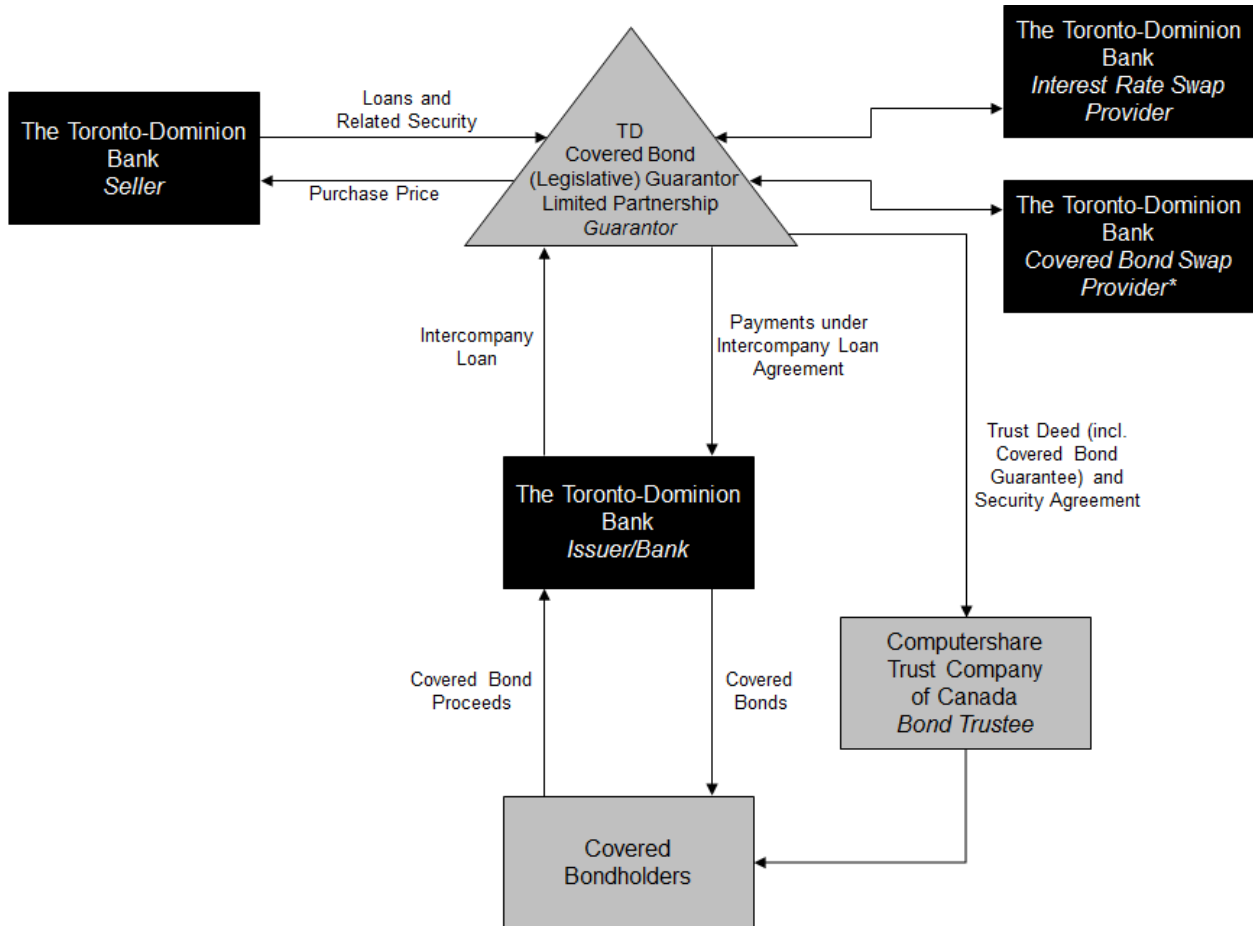 The Toronto-Dominion
Bank
Interest Rate Swap
Provider
Loans and
Related Security
The Toronto-Dominion
Bank
Seller
TD
Covered Bond
(Legislative) Guarantor
Limited Partnership
Guarantor
Purchase Price
The Toronto-Dominion
Bank
Covered Bond Swap
Provider*
Intercompany
Loan
Payments under
Intercompany Loan
Agreement
Trust Deed (incl.
Covered Bond
Guarantee) and
Security Agreement
The Toronto-Dominion
Bank
Issuer/Bank
Computershare
Trust Company
of Canada
Bond Trustee
Covered Bond
Proceeds
Covered
Bonds
Covered
Bondholders